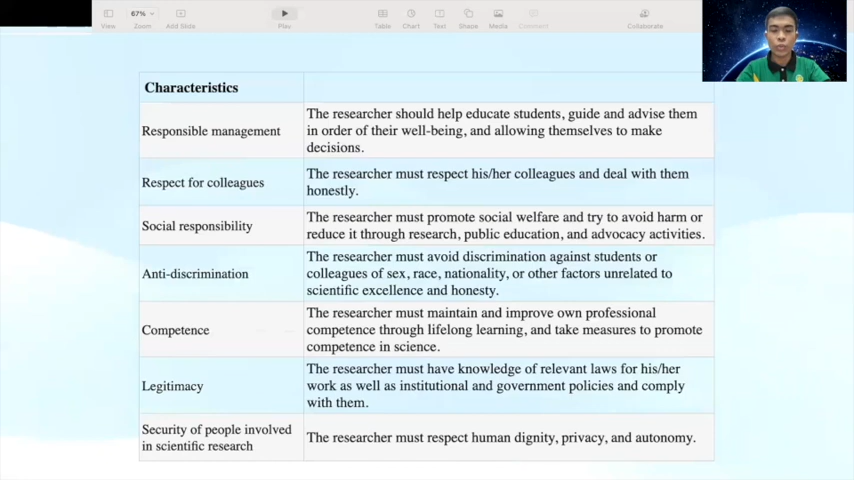 67%
View
Zoom
Add Slide
Play
Table
Chart
Text
Shape
Media
Comment
Collaborate
Characteristics
Responsible management
The researcher should help educate students, guide and advise them
in order of their well-being, and allowing themselves to make
decisions.
Respect for colleagues
The researcher must respect his/her colleagues and deal with them
honestly.
Social responsibility
The researcher must promote social welfare and try to avoid harm or
reduce it through research, public education, and advocacy activities.
Anti-discrimination
The researcher must avoid discrimination against students or
colleagues of sex, race, nationality, or other factors unrelated to
scientific excellence and honesty.
Competence
The researcher must maintain and improve own professional
competence through lifelong learning, and take measures to promote
competence in science.
Legitimacy
The researcher must have knowledge of relevant laws for his/her
work as well as institutional and government policies and comply
with them.
Security of people involved
in scientific research
The researcher must respect human dignity, privacy, and autonomy.